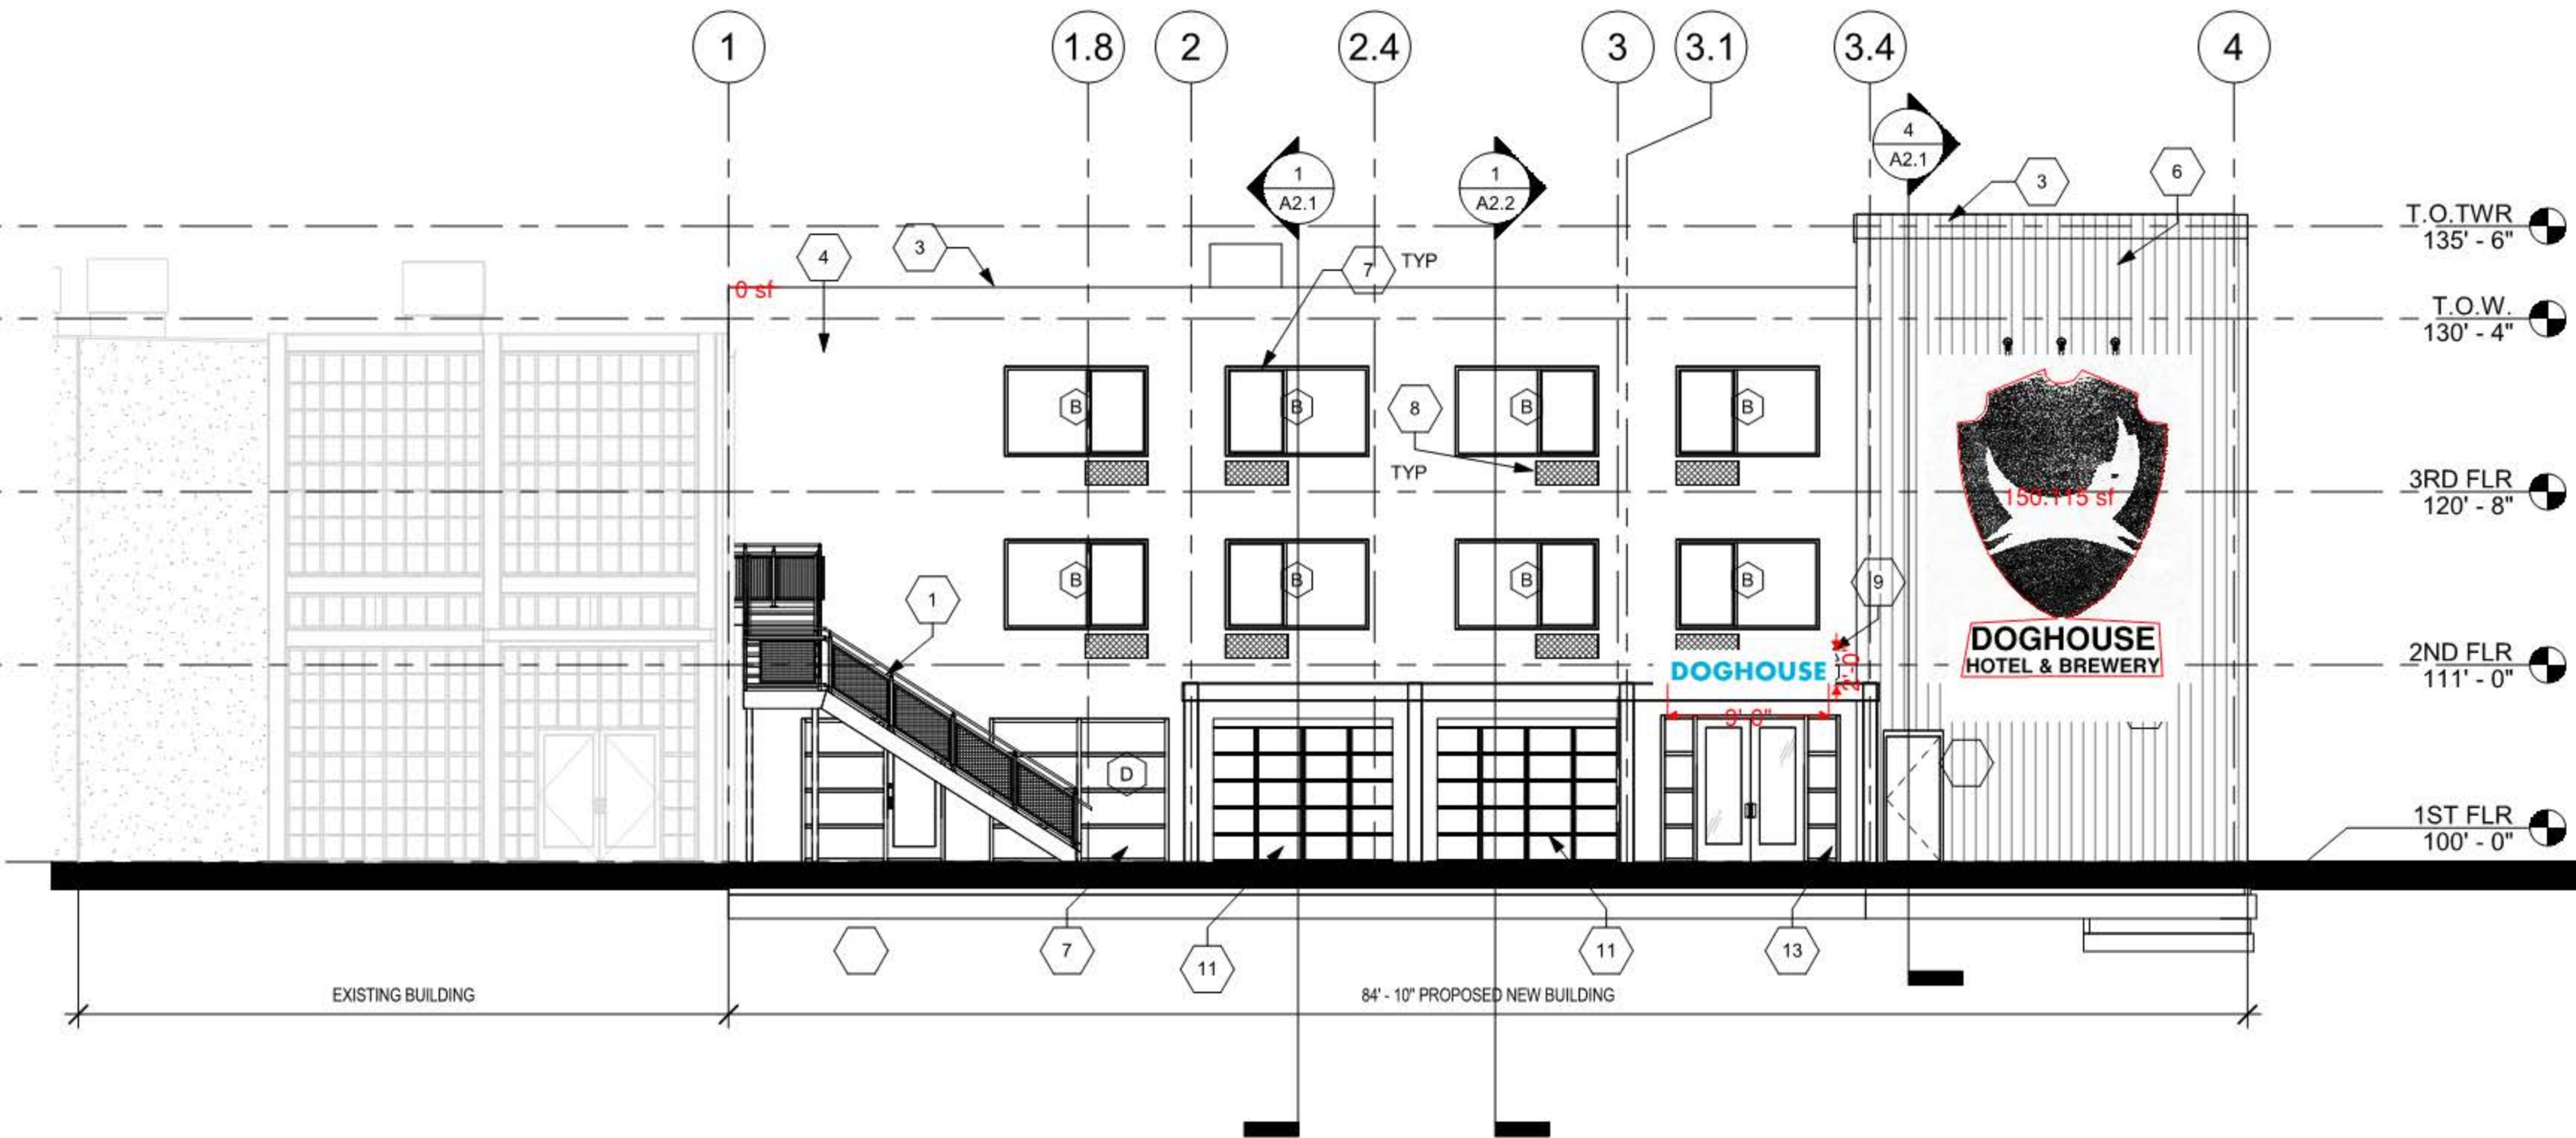 1
1.8
2
2.4
3
3.1
3.4
4
4
A2.1
1
A2.1
1
A2.2
3
6
T.O.TWR
135' - 6"
4
3
7
TYP
0 sf
T.O.W.
130' - 4"
B
B
B
B
8
TYP
3RD FLR
120' - 8"
150.115 sf
B
B
B
B
9
1
DOGHOUSE
HOTEL & BREWERY
2ND FLR
111' - 0"
DOGHOUSE
2'-0"
9'-0"
D
1ST FLR
100' - 0"
7
11
11
13
EXISTING BUILDING
84' - 10" PROPOSED NEW BUILDING